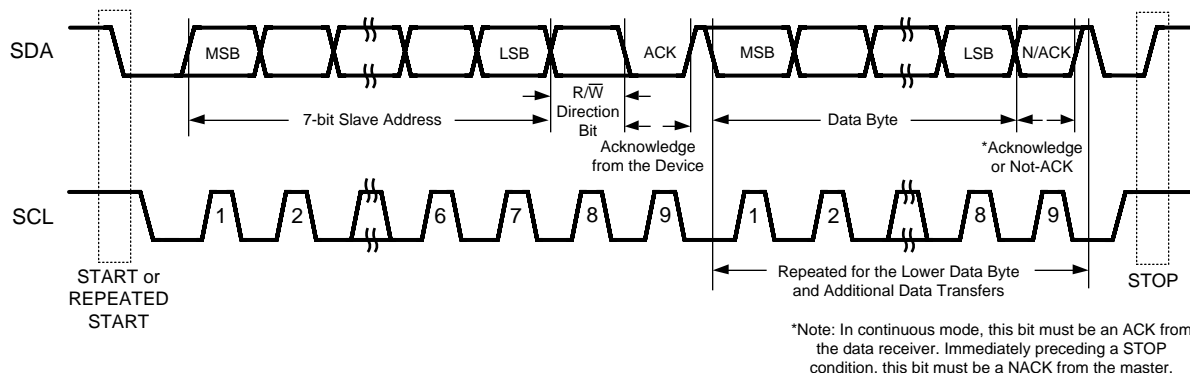 SDA
MSB
LSB
ACK
MSB
LSB
N/ACK
7-bit Slave Address
R/W̅
Direction
Bit
Acknowledge
from the Device
Data Byte
*Acknowledge
or Not-ACK
SCL
1
2
6
7
8
9
1
2
8
9
START or
REPEATED
START
Repeated for the Lower Data Byte
and Additional Data Transfers
STOP
*Note: In continuous mode, this bit must be an ACK from
the data receiver. Immediately preceding a STOP
condition, this bit must be a NACK from the master.